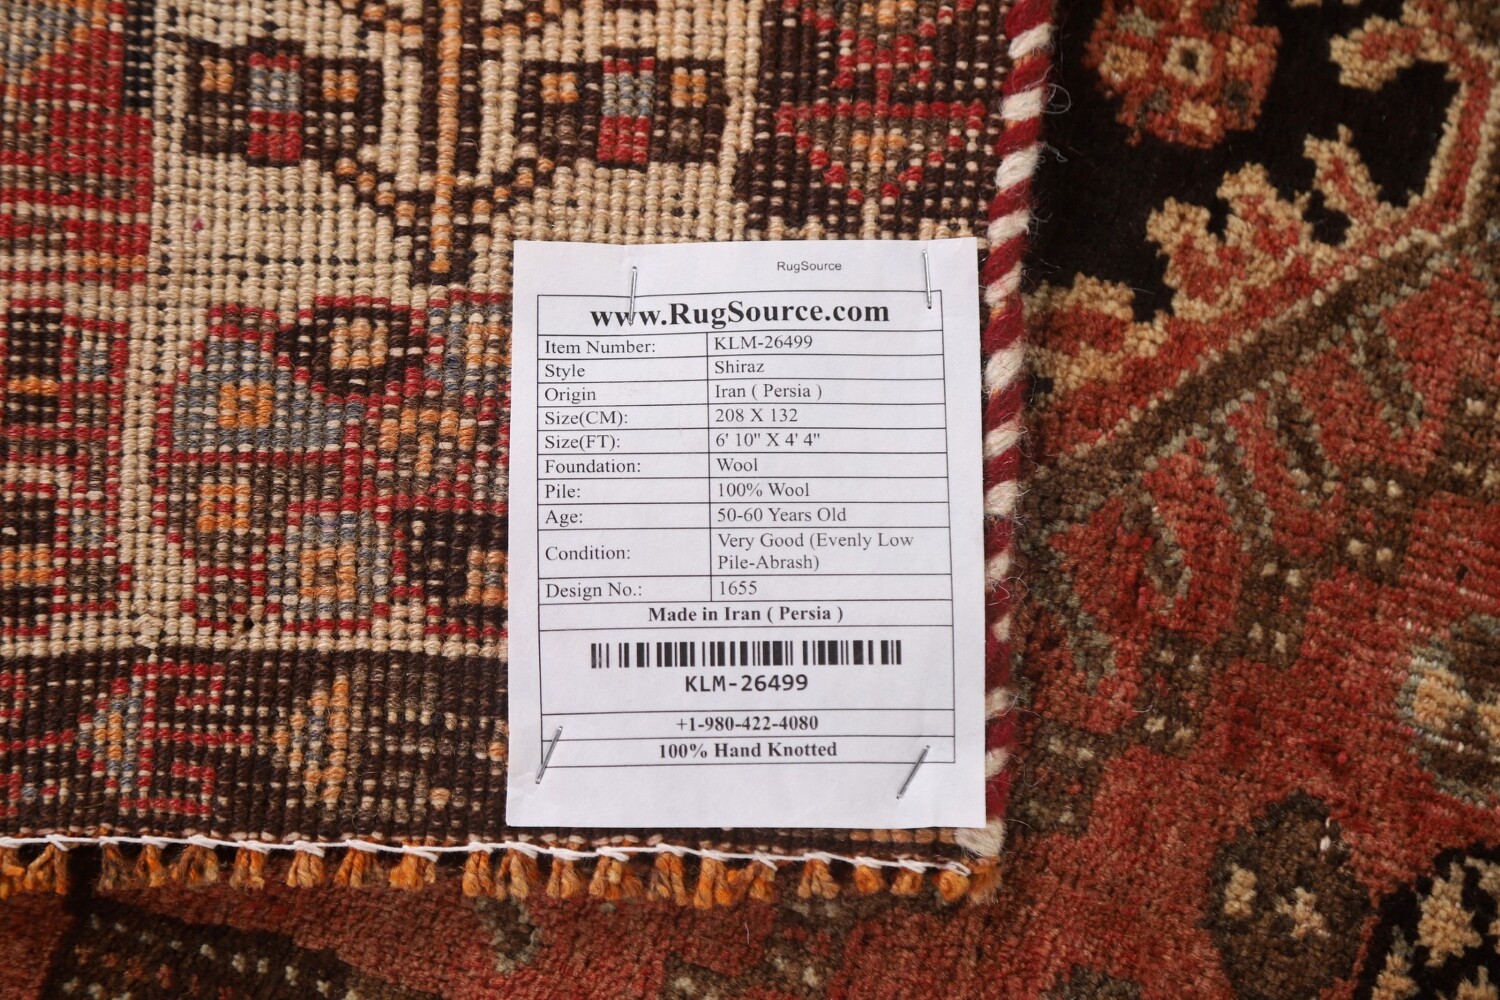 RugSource
www.RugSource.com
Item Number: KLM-26499
Style Shiraz
Origin Iran ( Persia )
Size(CM): 208 X 132
Size(FT): 6' 10" X 4' 4"
Foundation: Wool
Pile: 100% Wool
Age: 50-60 Years Old
Condition: Very Good (Evenly Low
Pile-Abrash)
Design No.: 1655
Made in Iran ( Persia )
KLM-26499
+1-980-422-4080
100% Hand Knotted